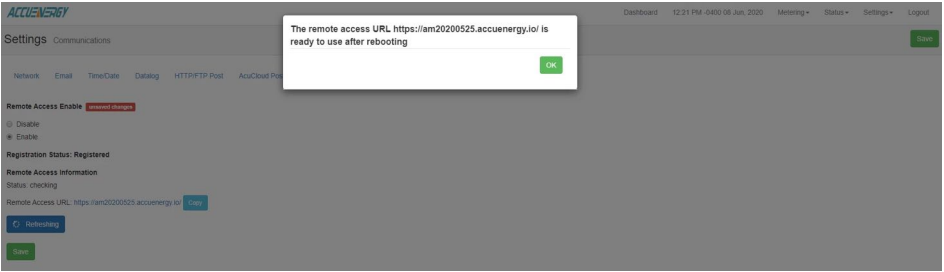 ACCUENERGY
Dashboard 12:21 PM -0400 08 Jun, 2020 Metering Status Settings Logout
The remote access URL https://am20200525.accuenergy.io/ is
ready to use after rebooting
OK
Settings Communications
Save
Network Email Time/Date Datalog HTTP/FTP Post AcuCloud Pos
Remote Access Enable unsaved changes
Disable
Enable
Registration Status: Registered
Remote Access Information
Status: checking
Remote Access URL: https://am20200525.accuenergy.io/ Copy
Refreshing
Save